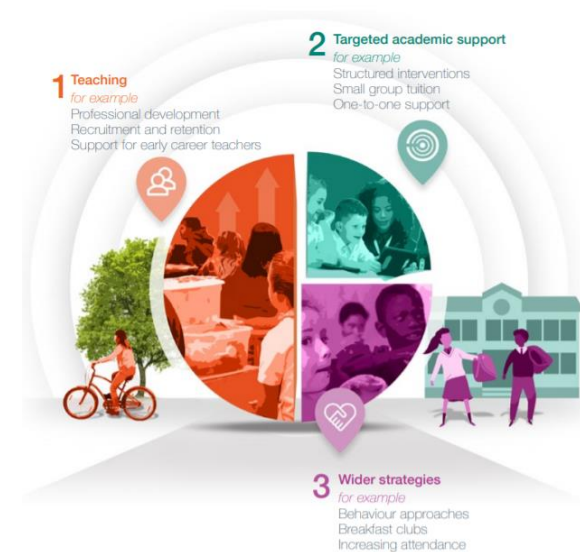 1 Teaching
for example
Professional development
Recruitment and retention
Support for early career teachers
2 Targeted academic support
for example
Structured interventions
Small group tuition
One-to-one support
3 Wider strategies
for example
Behaviour approaches
Breakfast clubs
Increasing attendance